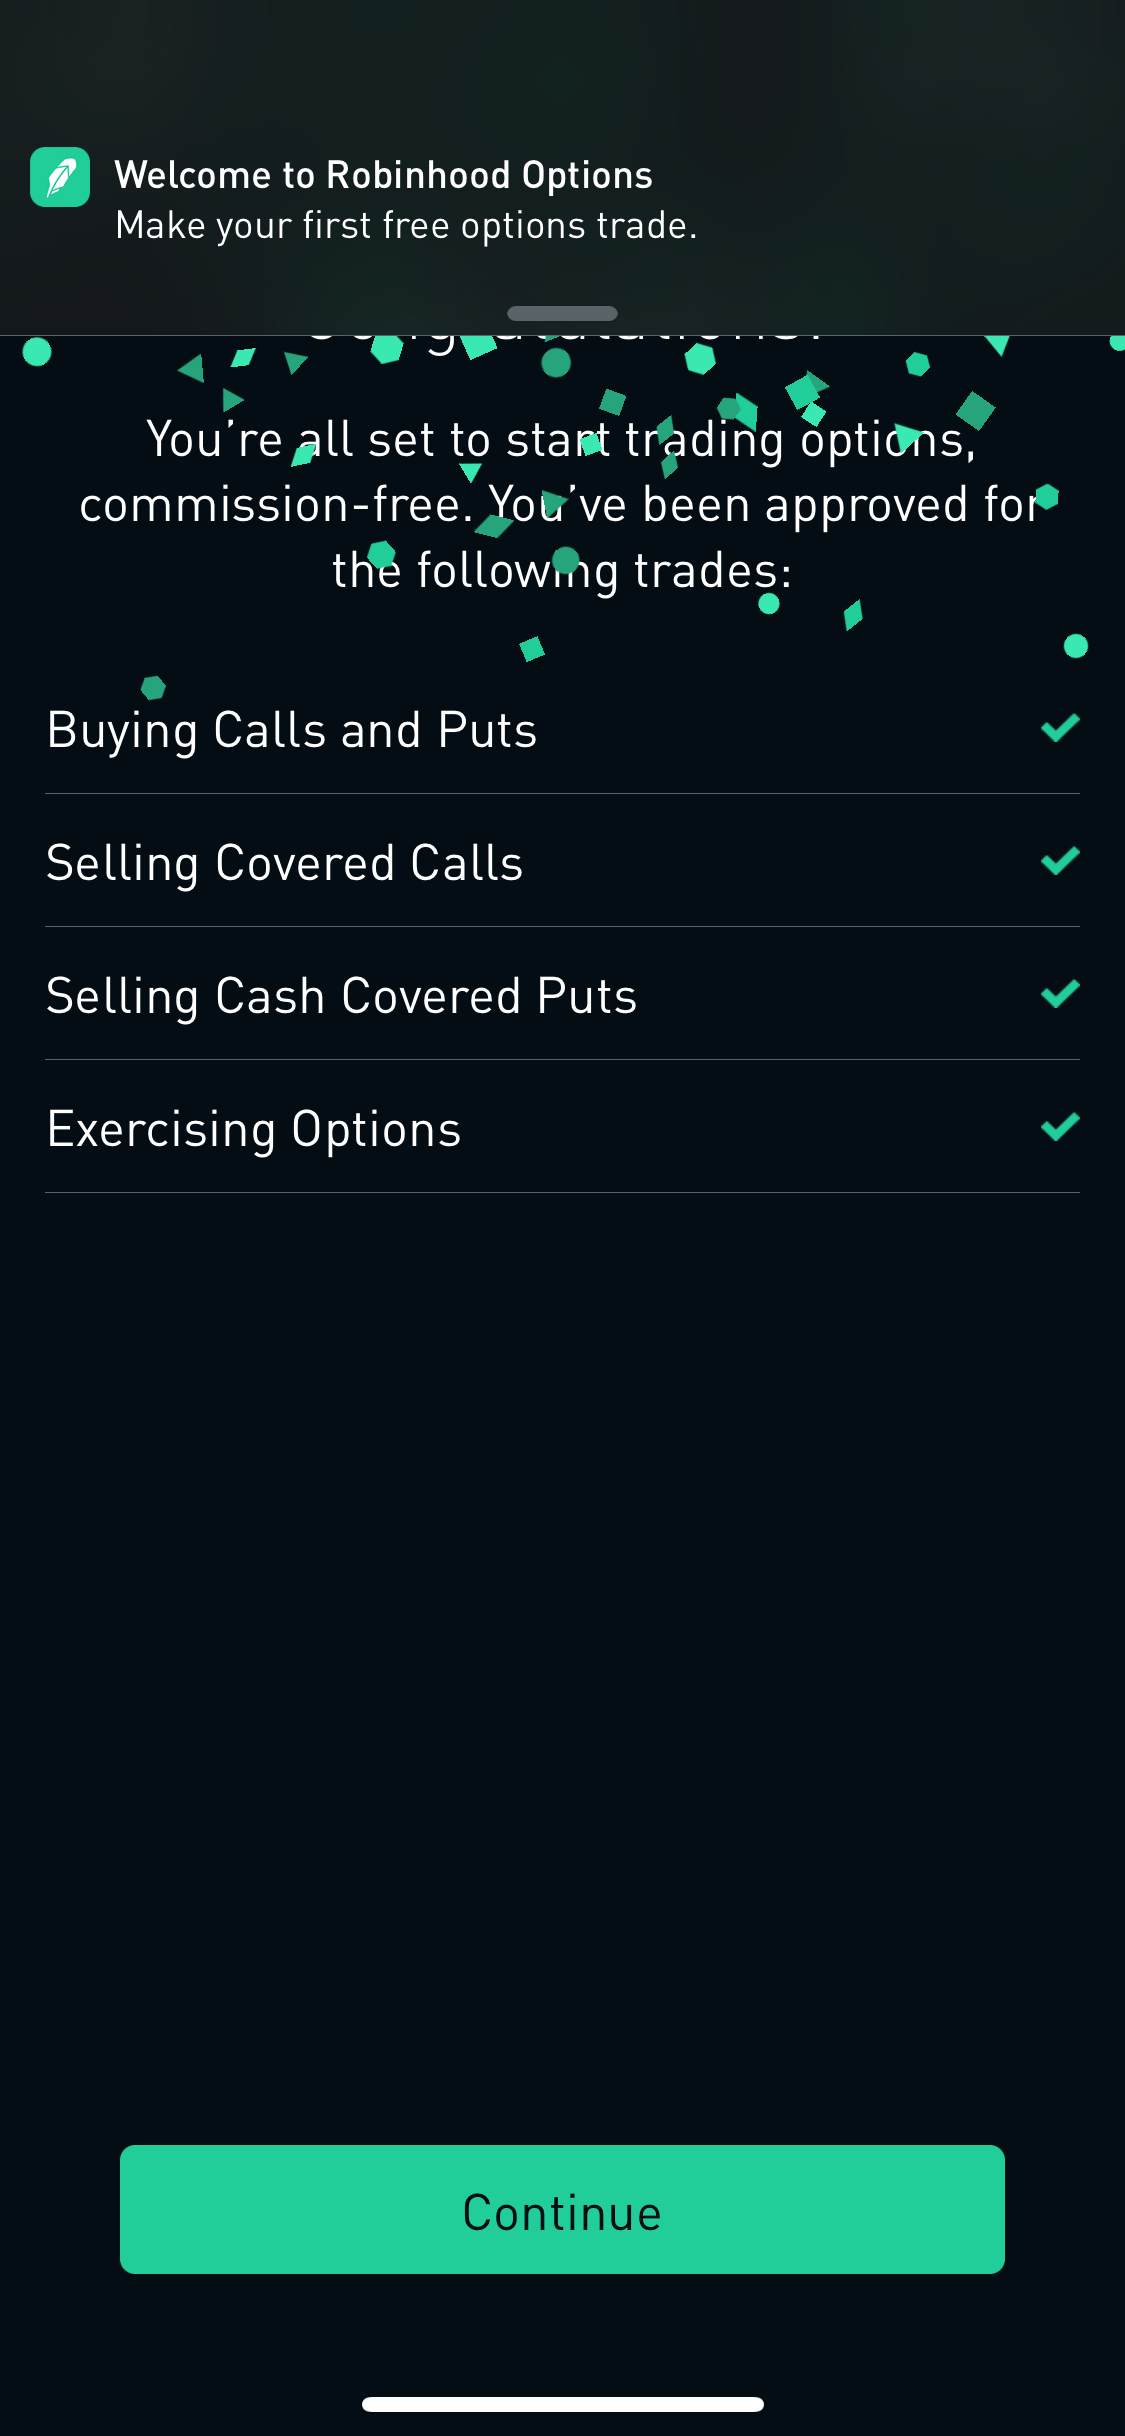 Welcome to Robinhood Options
Make your first free options trade.
You’re all set to start trading options,
commission-free. You’ve been approved for
the following trades:
Buying Calls and Puts
Selling Covered Calls
Selling Cash Covered Puts
Exercising Options
Continue